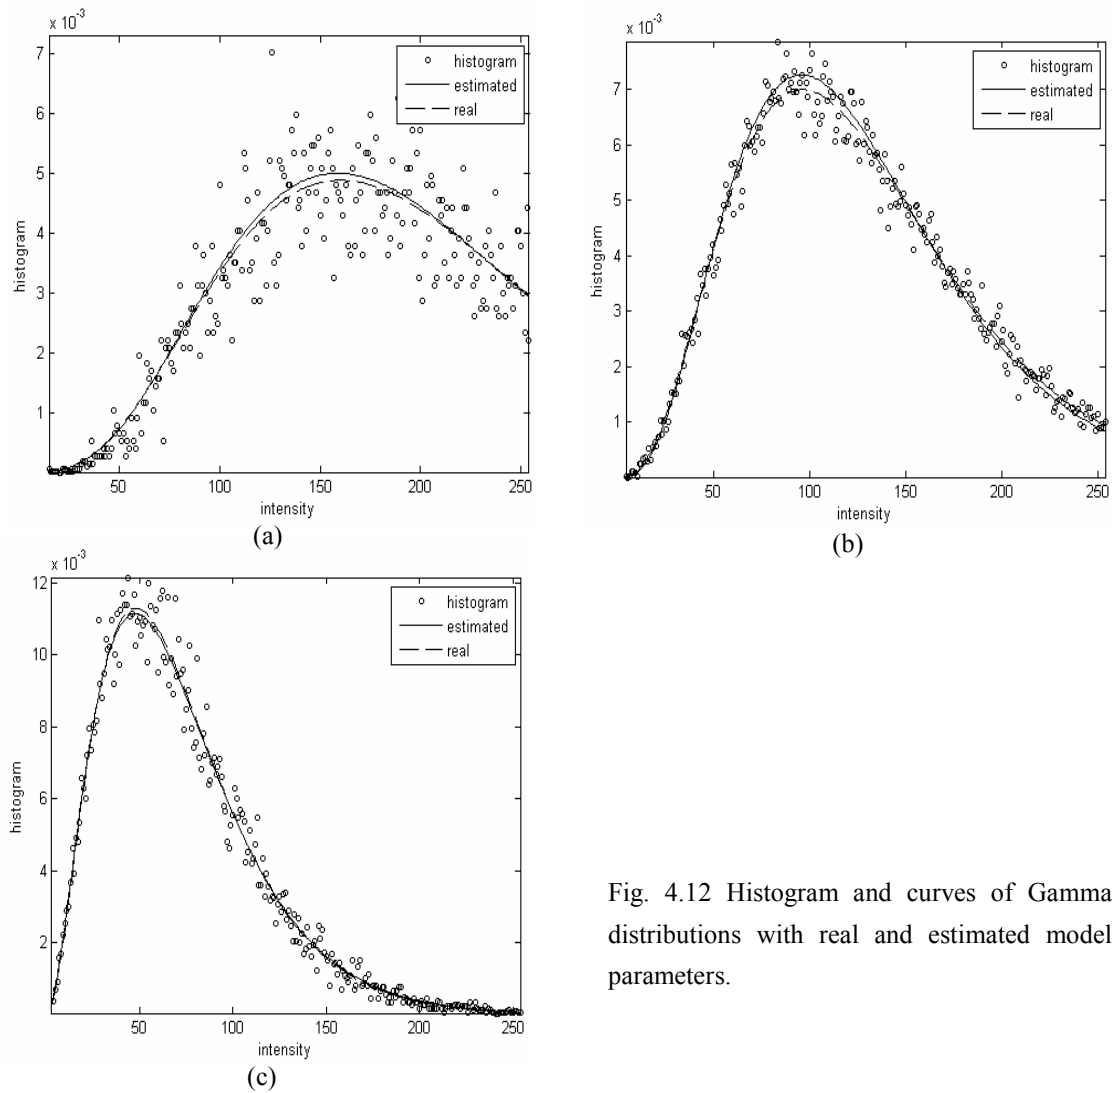 x 10-3
7
6
5
4
3
2
1
histogram
50
100
150
200
250
intensity
histogram
estimated
real
(a)
x 10-3
7
6
5
4
3
2
1
histogram
50
100
150
200
250
intensity
histogram
estimated
real
(b)
x 10-3
12
10
8
6
4
2
histogram
50
100
150
200
250
intensity
histogram
estimated
real
(c)
Fig. 4.12 Histogram and curves of Gamma
distributions with real and estimated model
parameters.